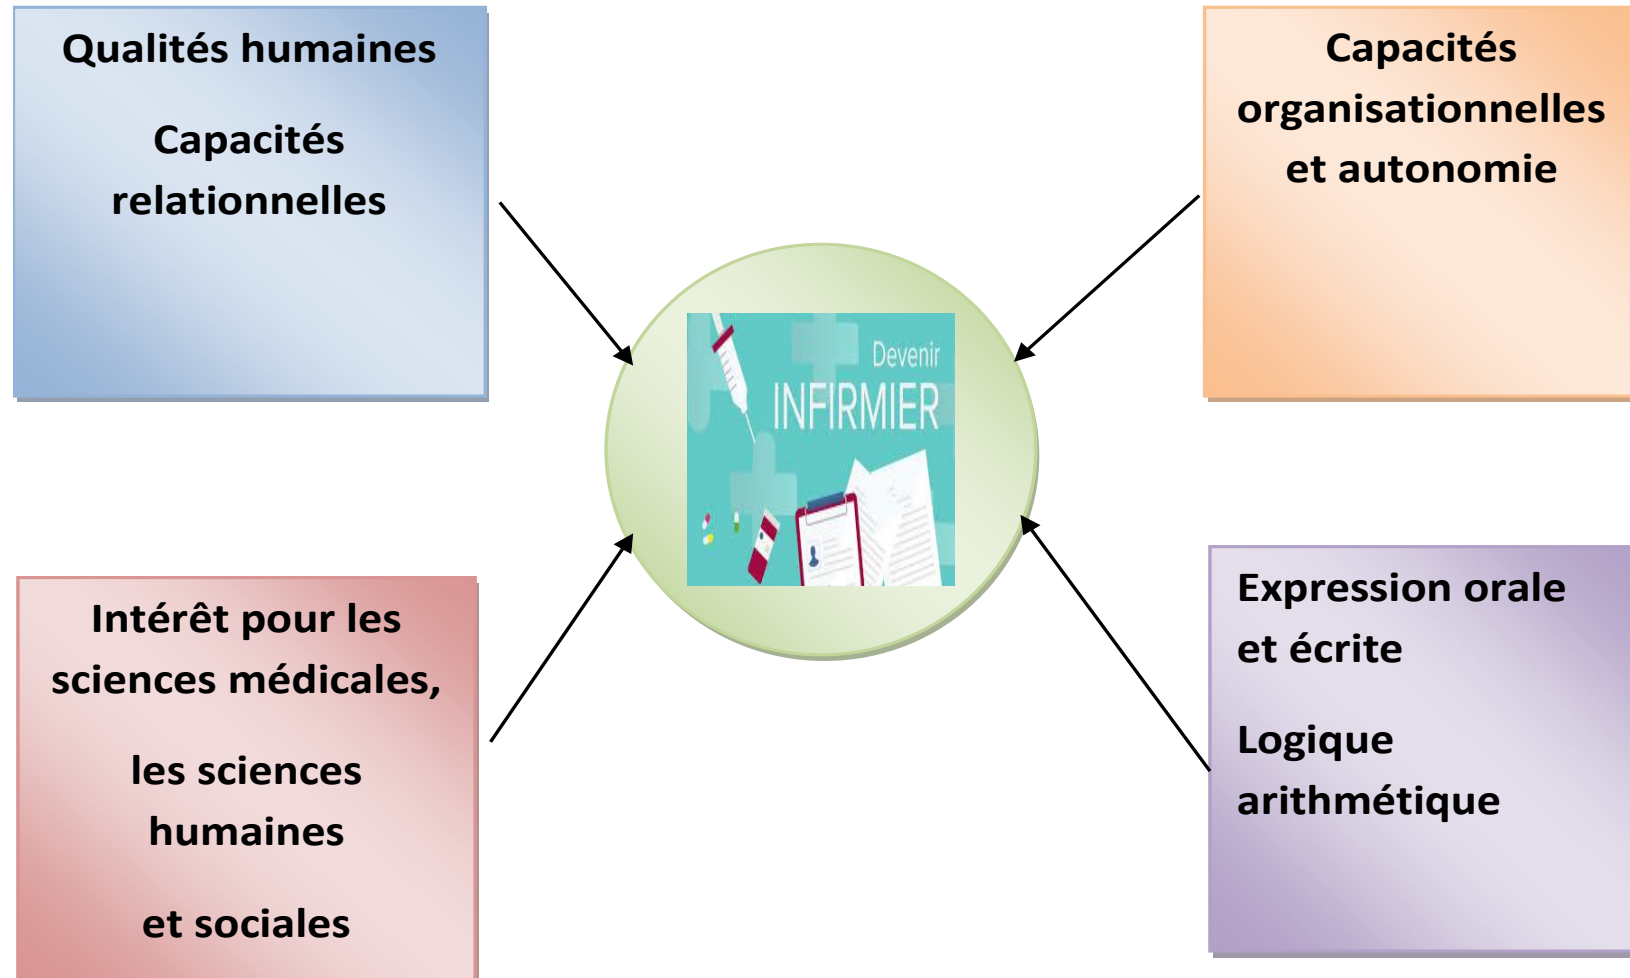 Qualités humaines
Capacités
relationnelles
Capacités
organisationnelles
et autonomie
Devenir
INFIRMIER
Intérêt pour les
sciences médicales,
les sciences
humaines
et sociales
Expression orale
et écrite
Logique
arithmétique